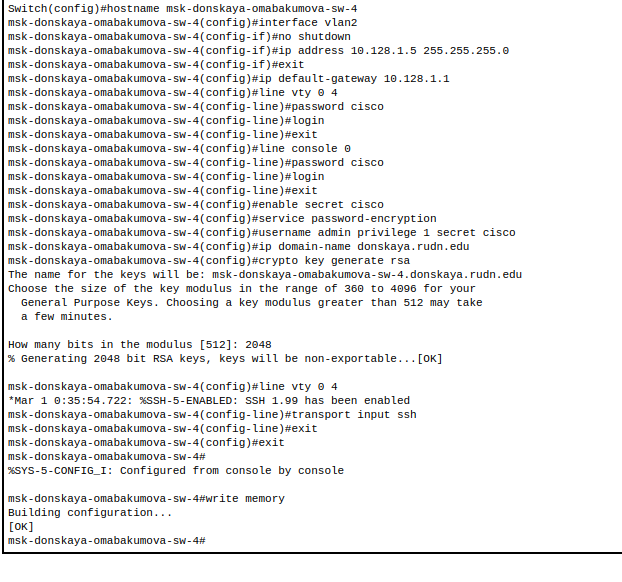 Switch(config)#hostname msk-donskaya-omabakumova-sw-4
msk-donskaya-omabakumova-sw-4(config)#interface vlan2
msk-donskaya-omabakumova-sw-4(config-if)#no shutdown
msk-donskaya-omabakumova-sw-4(config-if)#ip address 10.128.1.5 255.255.255.0
msk-donskaya-omabakumova-sw-4(config-if)#exit
msk-donskaya-omabakumova-sw-4(config)#ip default-gateway 10.128.1.1
msk-donskaya-omabakumova-sw-4(config)#line vty 0 4
msk-donskaya-omabakumova-sw-4(config-line)#password cisco
msk-donskaya-omabakumova-sw-4(config-line)#login
msk-donskaya-omabakumova-sw-4(config-line)#exit
msk-donskaya-omabakumova-sw-4(config)#line console 0
msk-donskaya-omabakumova-sw-4(config-line)#password cisco
msk-donskaya-omabakumova-sw-4(config-line)#login
msk-donskaya-omabakumova-sw-4(config-line)#exit
msk-donskaya-omabakumova-sw-4(config)#enable secret cisco
msk-donskaya-omabakumova-sw-4(config)#service password-encryption
msk-donskaya-omabakumova-sw-4(config)#username admin privilege 1 secret cisco
msk-donskaya-omabakumova-sw-4(config)#ip domain-name donskaya.rudn.edu
msk-donskaya-omabakumova-sw-4(config)#crypto key generate rsa
The name for the keys will be: msk-donskaya-omabakumova-sw-4.donskaya.rudn.edu
Choose the size of the key modulus in the range of 360 to 4096 for your
General Purpose Keys. Choosing a key modulus greater than 512 may take
a few minutes.
How many bits in the modulus [512]: 2048
% Generating 2048 bit RSA keys, keys will be non-exportable...[OK]
msk-donskaya-omabakumova-sw-4(config)#line vty 0 4
*Mar 1 0:35:54.722: %SSH-5-ENABLED: SSH 1.99 has been enabled
msk-donskaya-omabakumova-sw-4(config-line)#transport input ssh
msk-donskaya-omabakumova-sw-4(config-line)#exit
msk-donskaya-omabakumova-sw-4(config)#exit
msk-donskaya-omabakumova-sw-4#
%SYS-5-CONFIG_I: Configured from console by console
msk-donskaya-omabakumova-sw-4#write memory
Building configuration...
[OK]
msk-donskaya-omabakumova-sw-4#